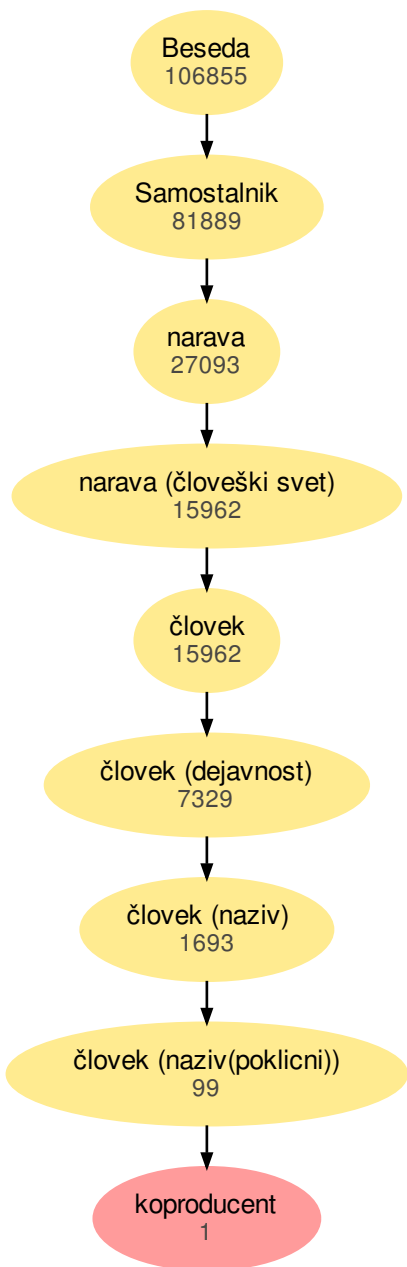 Beseda
106855
Samostalnik
81889
narava
27093
narava (človeški svet)
15962
človek
15962
človek (dejavnost)
7329
človek (naziv)
1693
človek (naziv(poklicni))
99
koproducent
1